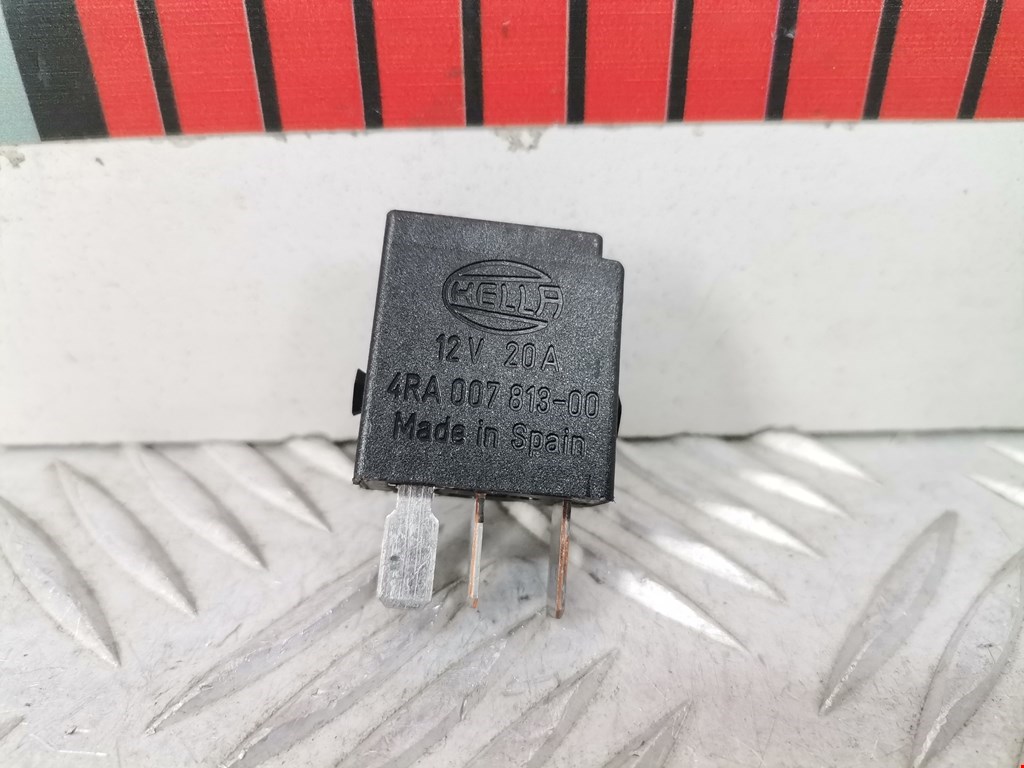 HELLA
12V 20A
4RA 007 813-00
Made in Spain